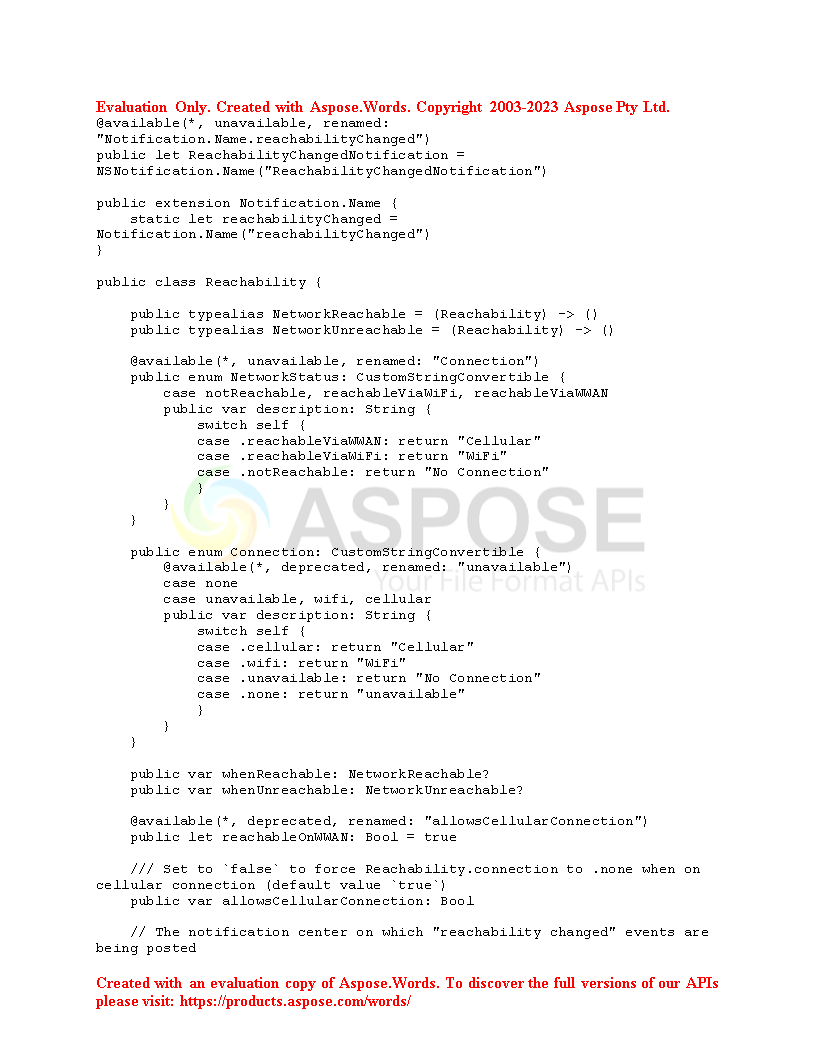 Evaluation Only. Created with Aspose.Words. Copyright 2003-2023 Aspose Pty Ltd.
@available(*, unavailable, renamed:
"Notification.Name.reachabilityChanged")
public let ReachabilityChangedNotification =
NSNotification.Name("ReachabilityChangedNotification")

public extension Notification.Name {
    static let reachabilityChanged =
Notification.Name("reachabilityChanged")
}

public class Reachability {

    public typealias NetworkReachable = (Reachability) -> ()
    public typealias NetworkUnreachable = (Reachability) -> ()

    @available(*, unavailable, renamed: "Connection")
    public enum NetworkStatus: CustomStringConvertible {
        case notReachable, reachableViaWiFi, reachableViaWWAN
        public var description: String {
            switch self {
            case .reachableViaWWAN: return "Cellular"
            case .reachableViaWiFi: return "WiFi"
            case .notReachable: return "No Connection"
            }
        }
    }
ASPOSE
    public enum Connection: CustomStringConvertible {
        @available(*, deprecated, renamed: "unavailable")
Your File Format APIs
        case none
        case unavailable, wifi, cellular
        public var description: String {
            switch self {
            case .cellular: return "Cellular"
            case .wifi: return "WiFi"
            case .unavailable: return "No Connection"
            case .none: return "unavailable"
            }
        }
    }

    public var whenReachable: NetworkReachable?
    public var whenUnreachable: NetworkUnreachable?

    @available(*, deprecated, renamed: "allowsCellularConnection")
    public let reachableOnWWAN: Bool = true

    /// Set to `false` to force Reachability.connection to .none when on
cellular connection (default value `true`)
    public var allowsCellularConnection: Bool

    // The notification center on which "reachability changed" events are
being posted

Created with an evaluation copy of Aspose.Words. To discover the full versions of our APIs
please visit: https://products.aspose.com/words/